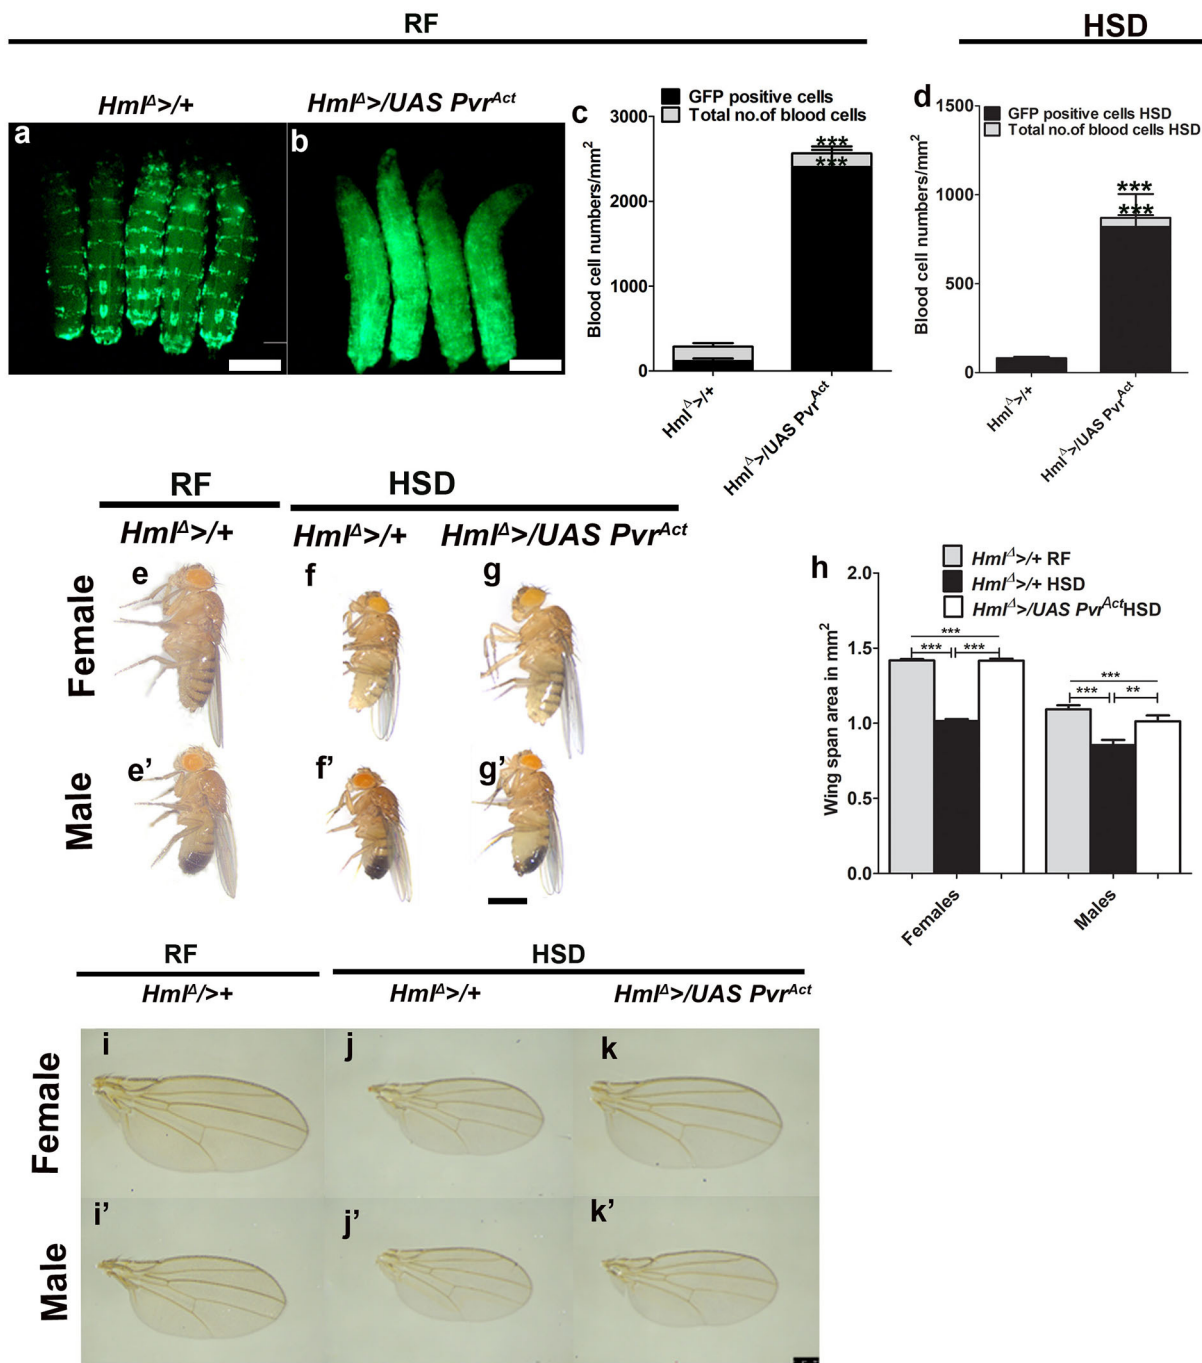 RF
HSD
Hml^Δ>/+
Hml^Δ>/UAS Pvr^Act
a
b
c
GFP positive cells
Total no.of blood cells
Blood cell numbers/mm²
3000
2000
1000
0
***
***
Hml^Δ>/+
Hml^Δ>/UAS Pvr^Act
d
GFP positive cells HSD
Total no.of blood cells HSD
Blood cell numbers/mm²
1500
1000
500
0
***
***
Hml^Δ>/+
Hml^Δ>/UAS Pvr^Act
RF
HSD
Hml^Δ>/+
Hml^Δ>/+
Hml^Δ>/UAS Pvr^Act
Female
e
f
g
Male
e'
f'
g'
h
Hml^Δ>/+ RF
Hml^Δ>/+ HSD
Hml^Δ>/UAS Pvr^Act HSD
Wing span area in mm²
2.0
1.5
1.0
0.5
0.0
***
*** ***
***
*** **
Females
Males
RF
HSD
Hml^Δ/>+
Hml^Δ>/+
Hml^Δ>/UAS Pvr^Act
Female
i
j
k
Male
i'
j'
k'